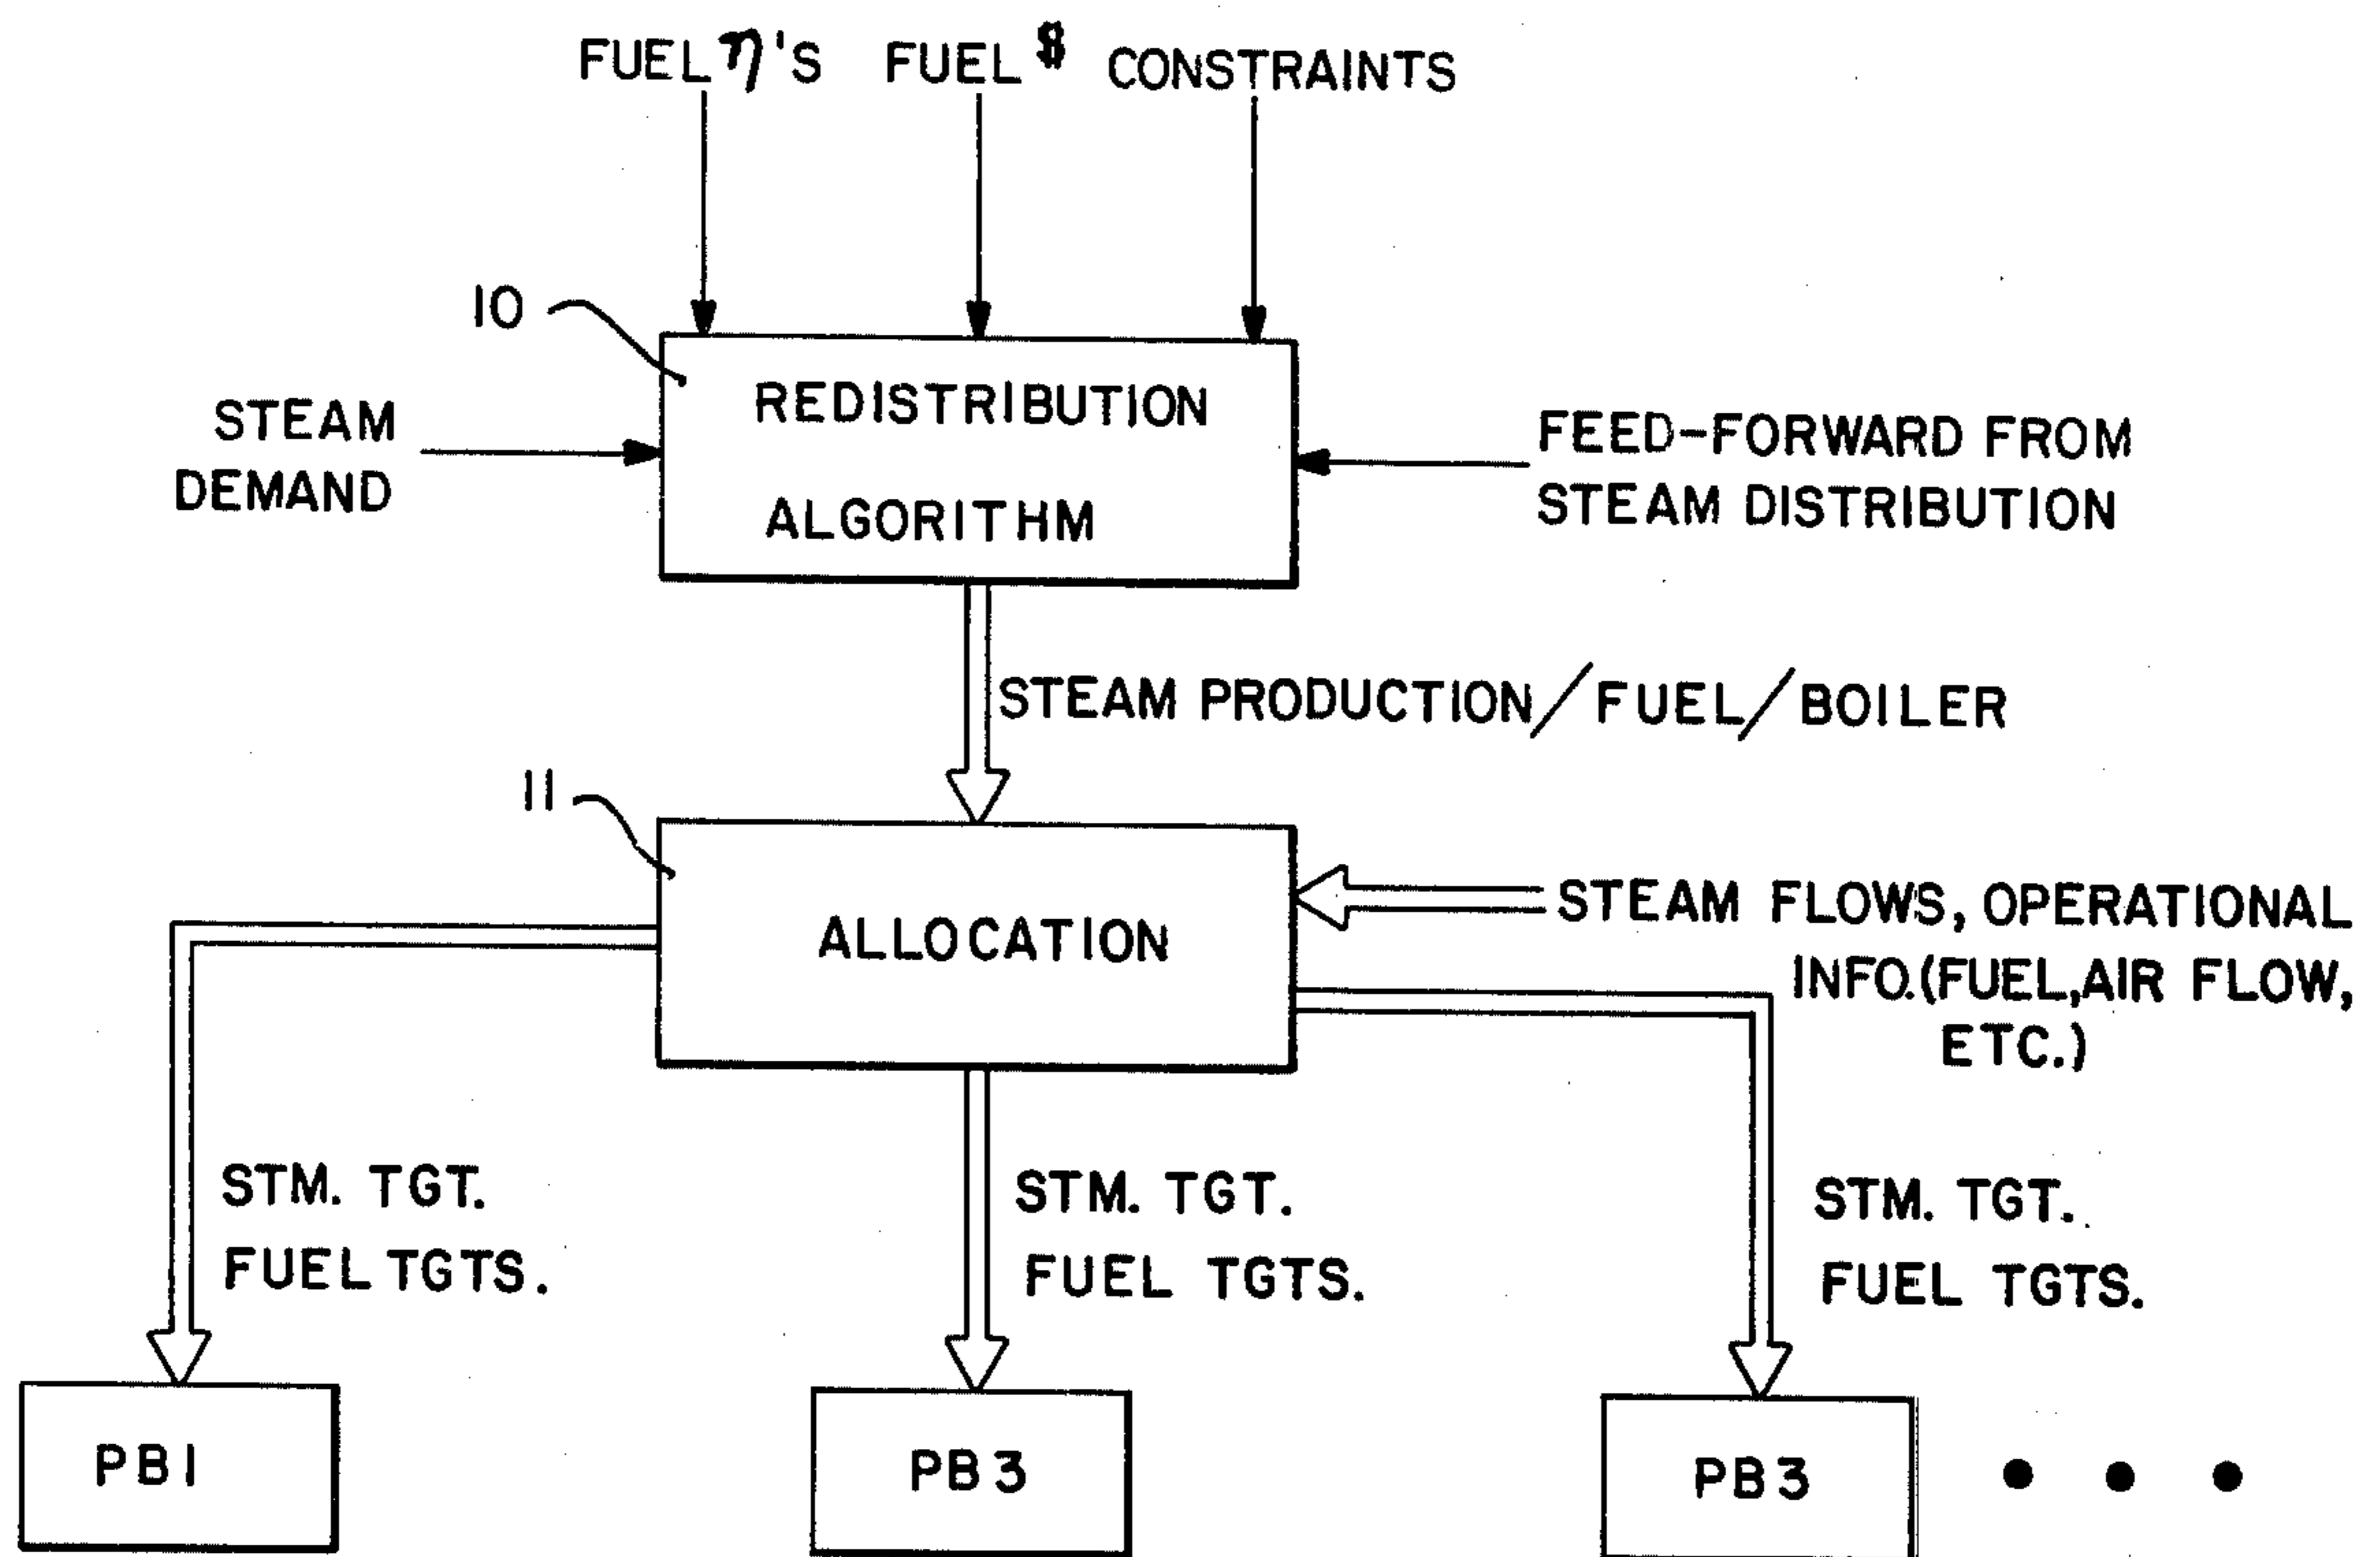 FUEL η'S FUEL $ CONSTRAINTS
10
REDISTRIBUTION
ALGORITHM
STEAM
DEMAND
FEED-FORWARD FROM
STEAM DISTRIBUTION
STEAM PRODUCTION/FUEL/BOILER
11
ALLOCATION
STEAM FLOWS, OPERATIONAL
INFO.(FUEL,AIR FLOW,
ETC.)
STM. TGT.
FUEL TGTS.
STM. TGT.
FUEL TGTS.
STM. TGT.
FUEL TGTS.
PB1
PB3
PB3